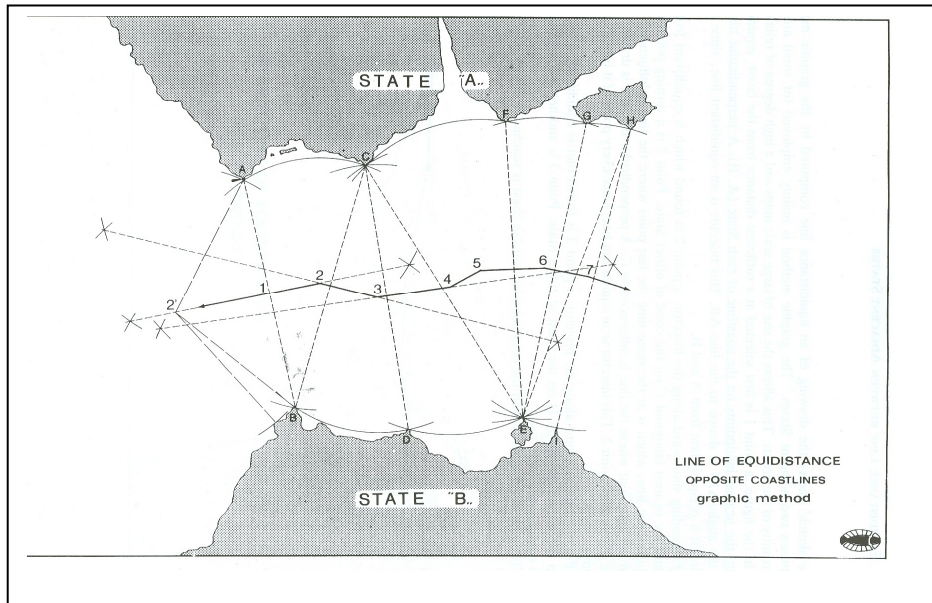 STATE "A"
F
G
H
C
A
5
6
7
2
4
1
3
2'
B
D
E
I
LINE OF EQUIDISTANCE
OPPOSITE COASTLINES
graphic method
STATE "B"